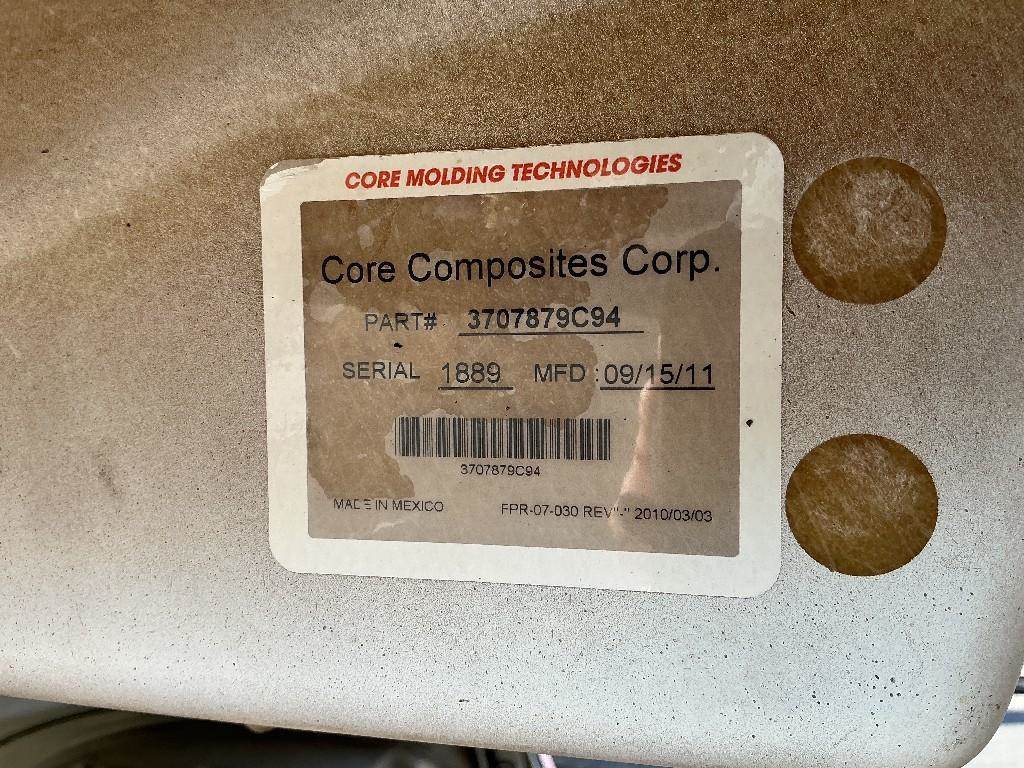 CORE MOLDING TECHNOLOGIES
Core Composites Corp.
PART# 3707879C94
SERIAL 1889 MFD : 09/15/11
3707879C94
MADE IN MEXICO FPR-07-030 REV"-" 2010/03/03